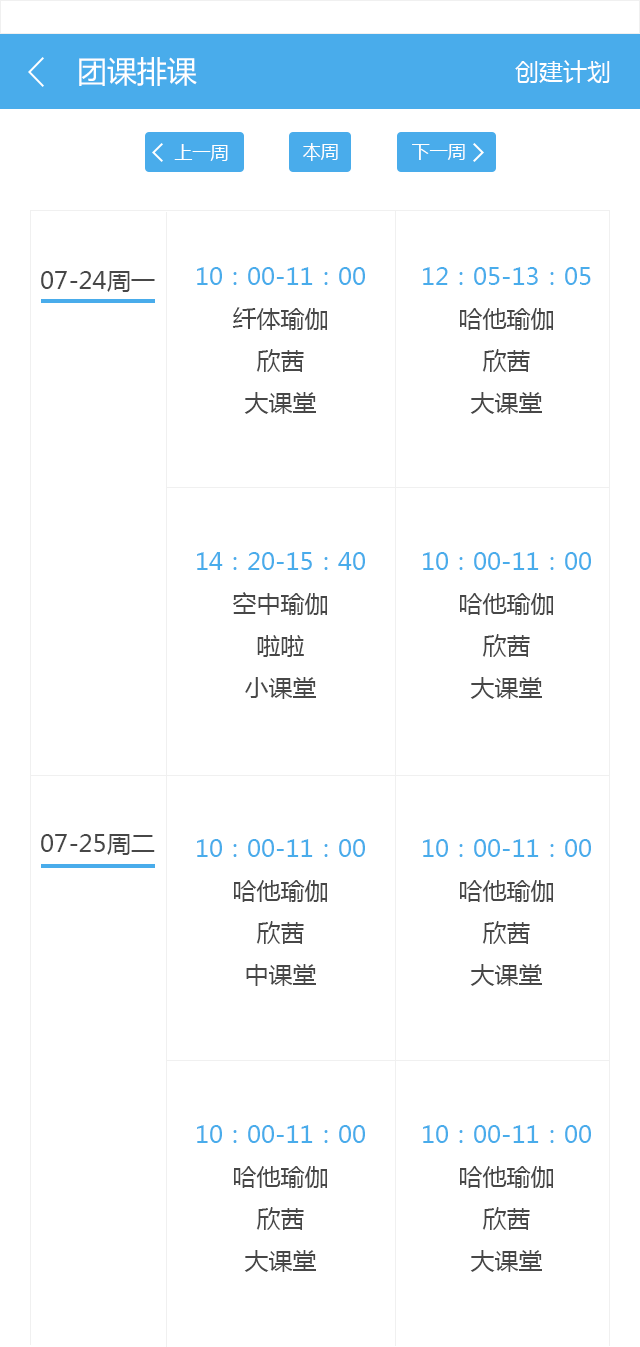 团课排课
创建计划
上一周
本周
下一周
07-24周一
10：00-11：00
纤体瑜伽
欣茜
大课堂
12：05-13：05
哈他瑜伽
欣茜
大课堂
14：20-15：40
空中瑜伽
啦啦
小课堂
10：00-11：00
哈他瑜伽
欣茜
大课堂
07-25周二
10：00-11：00
哈他瑜伽
欣茜
中课堂
10：00-11：00
哈他瑜伽
欣茜
大课堂
10：00-11：00
哈他瑜伽
欣茜
大课堂
10：00-11：00
哈他瑜伽
欣茜
大课堂